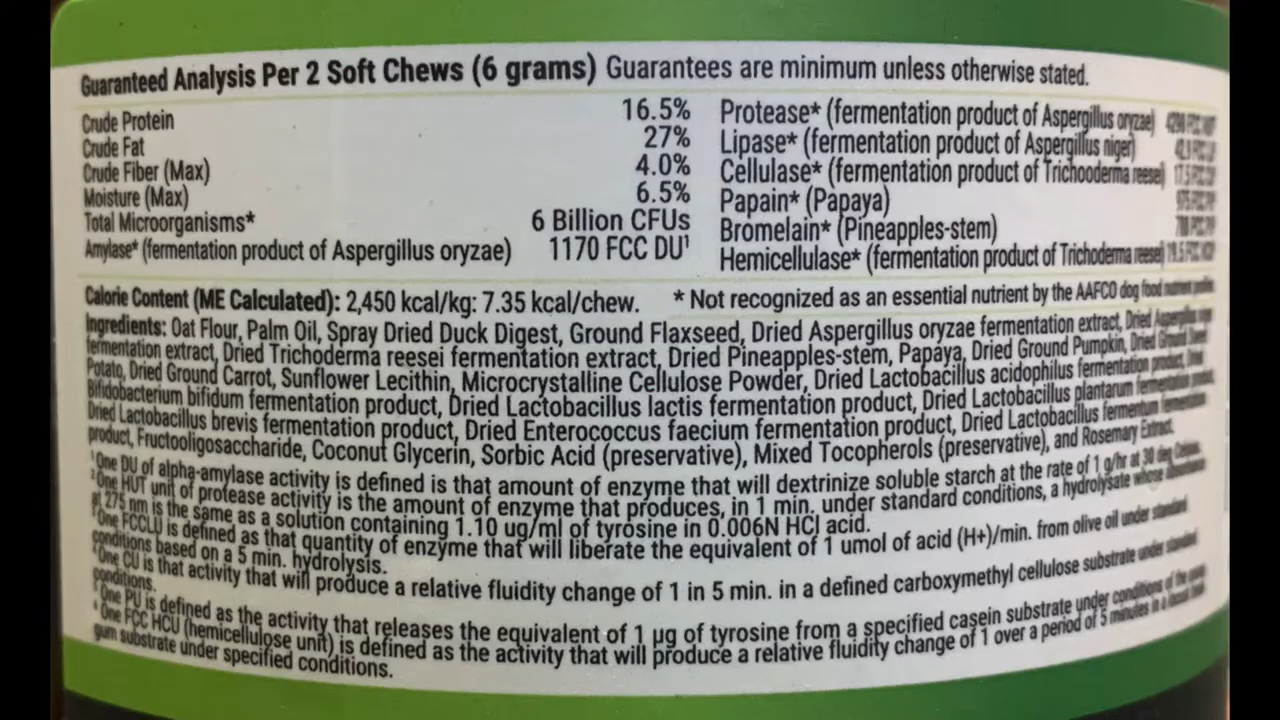 Guaranteed Analysis Per 2 Soft Chews (6 grams) Guarantees are minimum unless otherwise stated.
Crude Protein 16.5%
Crude Fat 27%
Crude Fiber (Max) 4.0%
Moisture (Max) 6.5%
Total Microorganisms* 6 Billion CFUs
Amylase* (fermentation product of Aspergillus oryzae) 1170 FCC DU¹
Protease* (fermentation product of Aspergillus oryzae)
Lipase* (fermentation product of Aspergillus niger)
Cellulase* (fermentation product of Trichooderma reesei)
Papain* (Papaya)
Bromelain* (Pineapples-stem)
Hemicellulase* (fermentation product of Trichoderma reesei)
Calorie Content (ME Calculated): 2,450 kcal/kg: 7.35 kcal/chew. * Not recognized as an essential nutrient by the AAFCO dog food nutrient
Ingredients: Oat Flour, Palm Oil, Spray Dried Duck Digest, Ground Flaxseed, Dried Aspergillus oryzae fermentation extract, Dried Aspergillus
fermentation extract, Dried Trichoderma reesei fermentation extract, Dried Pineapples-stem, Papaya, Dried Ground Pumpkin, Dried Ground Sweet
Potato, Dried Ground Carrot, Sunflower Lecithin, Microcrystalline Cellulose Powder, Dried Lactobacillus acidophilus fermentation product, Dried
Bifidobacterium bifidum fermentation product, Dried Lactobacillus lactis fermentation product, Dried Lactobacillus plantarum fermentation product,
Dried Lactobacillus brevis fermentation product, Dried Enterococcus faecium fermentation product, Dried Lactobacillus fermentum fermentation
product, Fructooligosaccharide, Coconut Glycerin, Sorbic Acid (preservative), Mixed Tocopherols (preservative), and Rosemary Extract.
¹One DU of alpha-amylase activity is defined is that amount of enzyme that will dextrinize soluble starch at the rate of 1 g/hr at 30 deg
²One HUT unit of protease activity is the amount of enzyme that produces, in 1 min. under standard conditions, a hydrolysate whose absorbance
at 275 nm is the same as a solution containing 1.10 ug/ml of tyrosine in 0.006N HCl acid.
One FCCLU is defined as that quantity of enzyme that will liberate the equivalent of 1 umol of acid (H+)/min. from olive oil under standard
conditions based on a 5 min. hydrolysis.
One CU is that activity that will produce a relative fluidity change of 1 in 5 min. in a defined carboxymethyl cellulose substrate under standard
conditions.
One PU is defined as the activity that releases the equivalent of 1 µg of tyrosine from a specified casein substrate under conditions of the
One FCC HCU (hemicellulose unit) is defined as the activity that will produce a relative fluidity change of 1 over a period of 5 minutes in a locust bean
gum substrate under specified conditions.